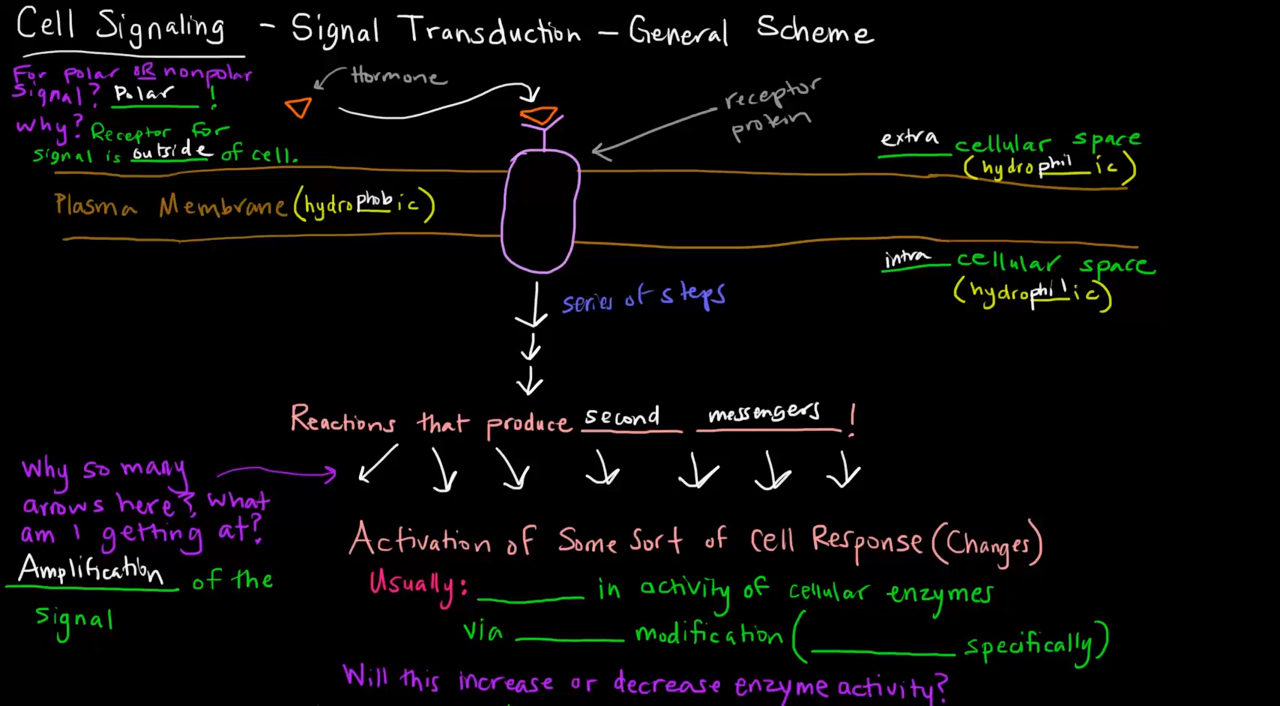 Cell Signaling - Signal Transduction - General Scheme
For polar OR nonpolar
signal? Polar !
Why? Receptor for
signal is outside of cell.
Hormone
receptor
protein
extra cellular space
(hydrophilic)
Plasma Membrane (hydrophobic)
intra cellular space
(hydrophilic)
series of steps
Reactions that produce second messengers !
Why so many
arrows here? What
am I getting at?
Amplification of the
signal
Activation of Some Sort of Cell Response (Changes)
Usually: ______ in activity of cellular enzymes
via ______ modification (________ specifically)
Will this increase or decrease enzyme activity?